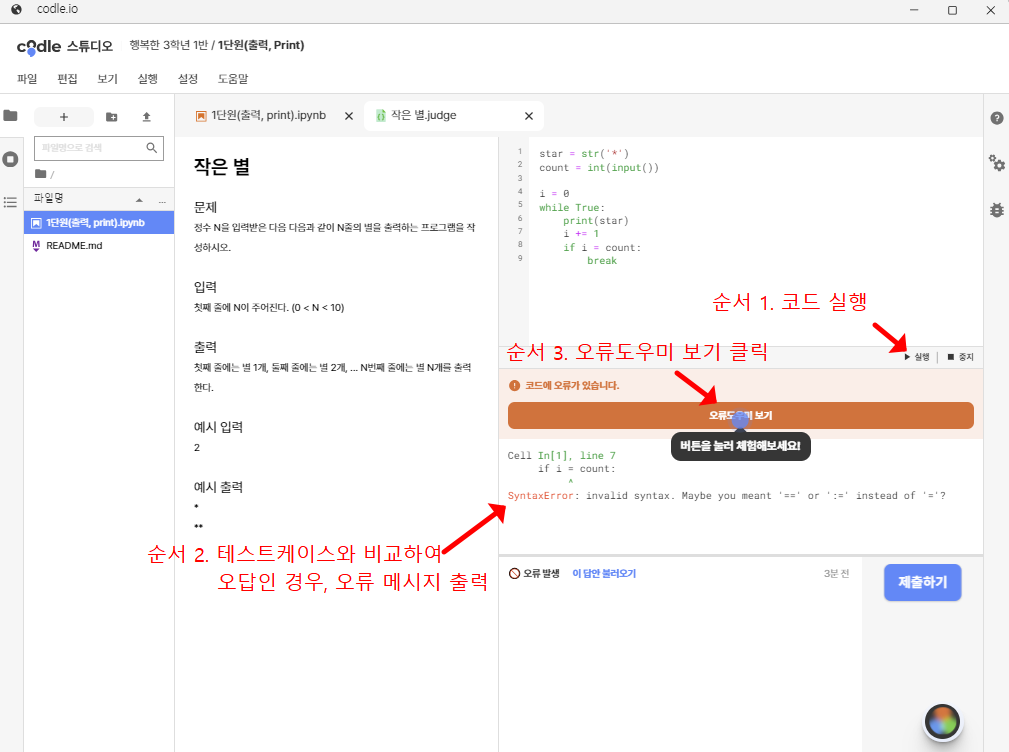 codle.io
codle 스튜디오 행복한 3학년 1반 / 1단원(출력, Print)
파일 편집 보기 실행 설정 도움말
+
파일명으로 검색
/
파일명 ...
1단원(출력, print).ipynb
README.md
1단원(출력, print).ipynb
작은 별.judge
작은 별
문제
정수 N을 입력받은 다음 다음과 같이 N줄의 별을 출력하는 프로그램을 작
성하시오.
입력
첫째 줄에 N이 주어진다. (0 < N < 10)
출력
첫째 줄에는 별 1개, 둘째 줄에는 별 2개, ... N번째 줄에는 별 N개를 출력
한다.
예시 입력
2
예시 출력
*
**
1 star = str('*')
2 count = int(input())
3
4 i = 0
5 while True:
6 print(star)
7 i += 1
8 if i = count:
9 break
순서 1. 코드 실행
실행 중지
순서 3. 오류도우미 보기 클릭
코드에 오류가 있습니다.
오류도우미 보기
버튼을 눌러 체험해보세요!
Cell In[1], line 7
if i = count:
^
SyntaxError: invalid syntax. Maybe you meant '==' or ':=' instead of '='?
순서 2. 테스트케이스와 비교하여
오답인 경우, 오류 메시지 출력
오류 발생 이 답안 불러오기 3분 전
제출하기